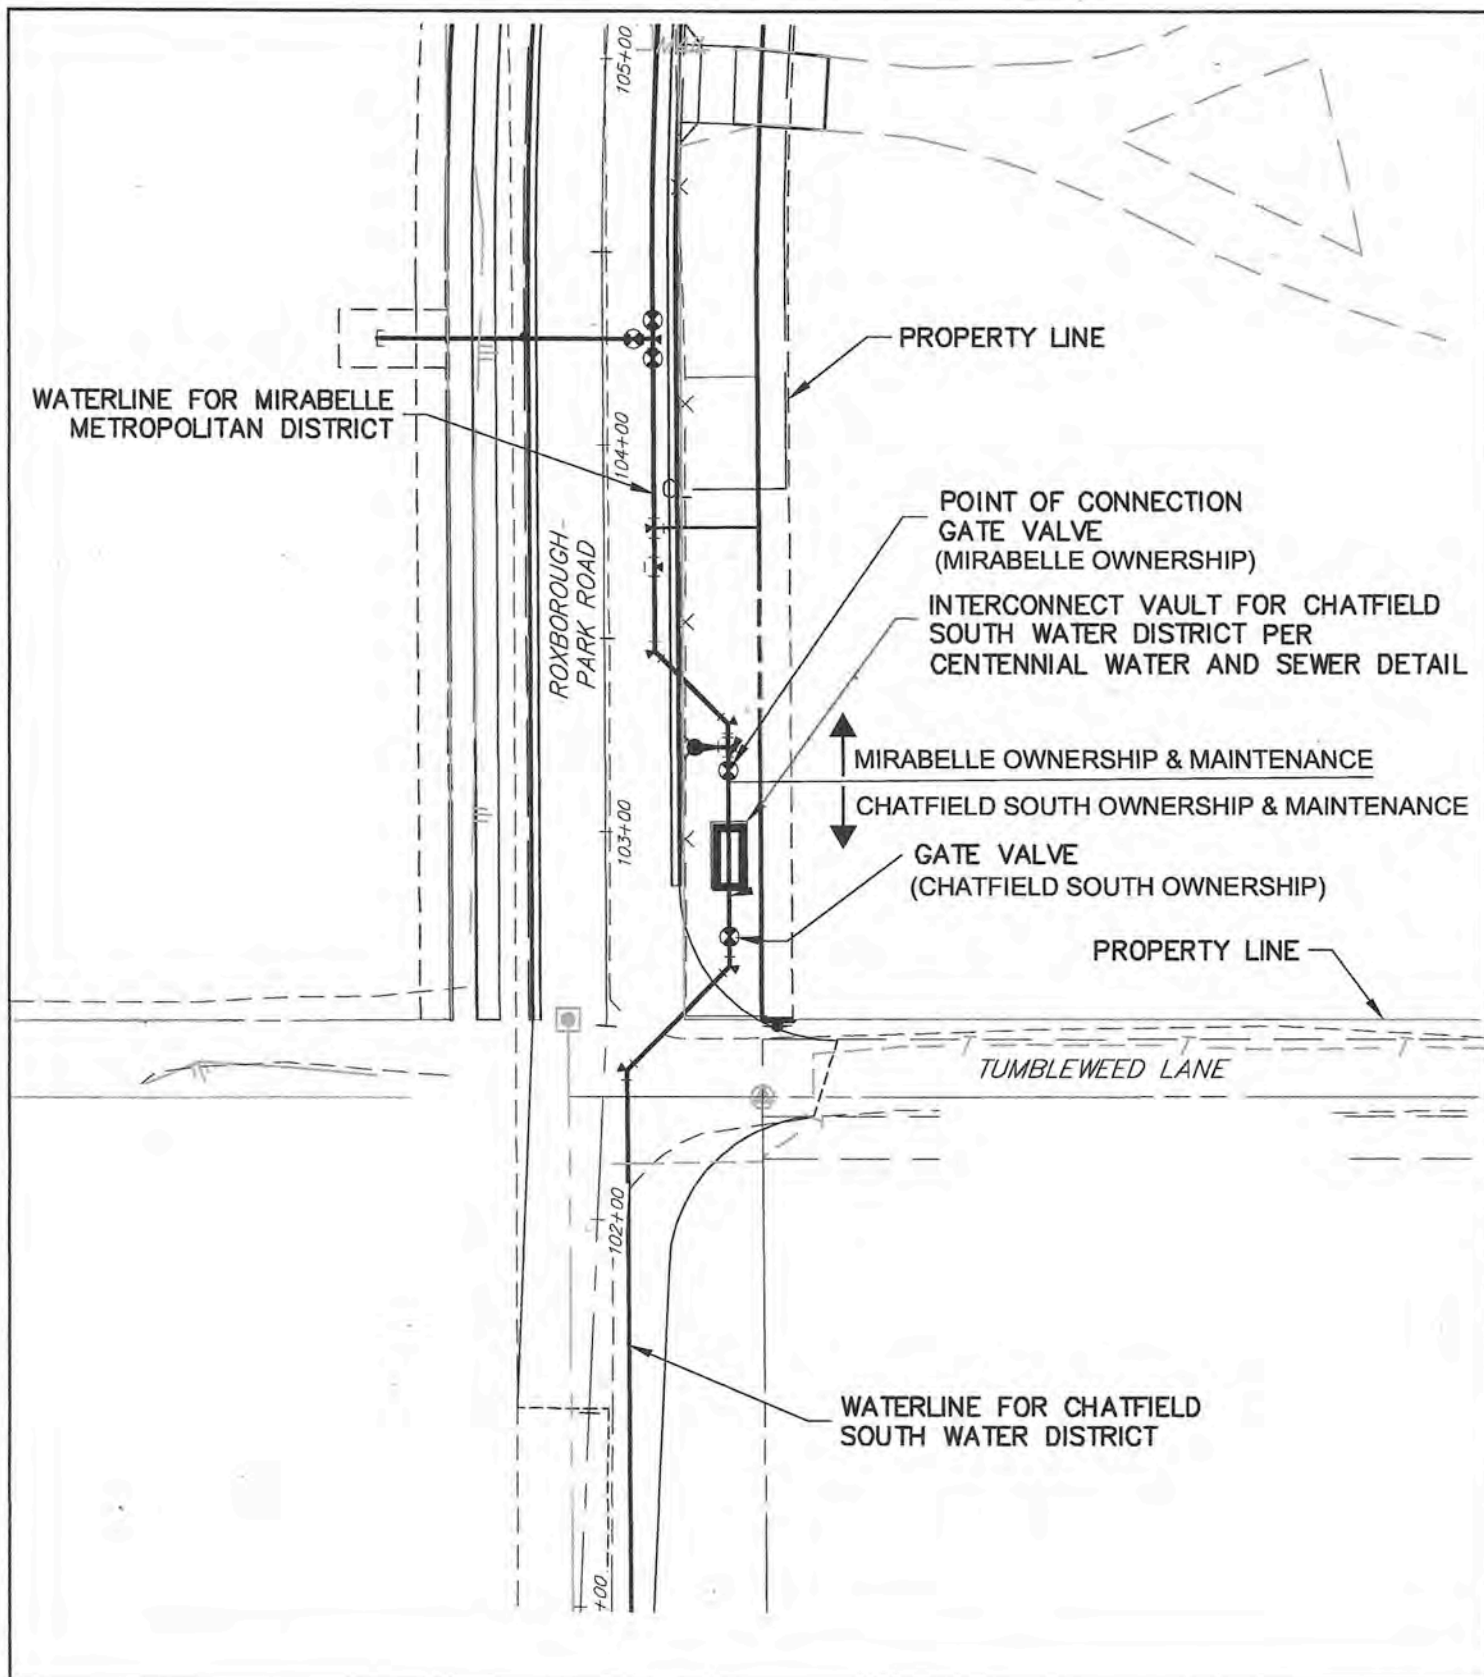 105+00
PROPERTY LINE
WATERLINE FOR MIRABELLE
METROPOLITAN DISTRICT
104+00
POINT OF CONNECTION
GATE VALVE
(MIRABELLE OWNERSHIP)
ROXBOROUGH-
PARK ROAD
INTERCONNECT VAULT FOR CHATFIELD
SOUTH WATER DISTRICT PER
CENTENNIAL WATER AND SEWER DETAIL
MIRABELLE OWNERSHIP & MAINTENANCE
CHATFIELD SOUTH OWNERSHIP & MAINTENANCE
103+00
GATE VALVE
(CHATFIELD SOUTH OWNERSHIP)
PROPERTY LINE
TUMBLEWEED LANE
102+00
WATERLINE FOR CHATFIELD
SOUTH WATER DISTRICT
+00